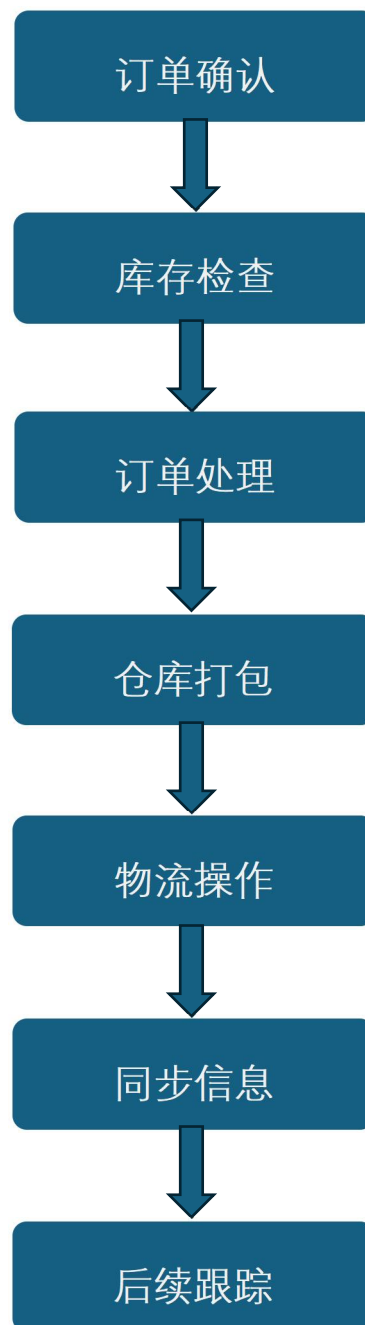 订单确认
库存检查
订单处理
仓库打包
物流操作
同步信息
后续跟踪